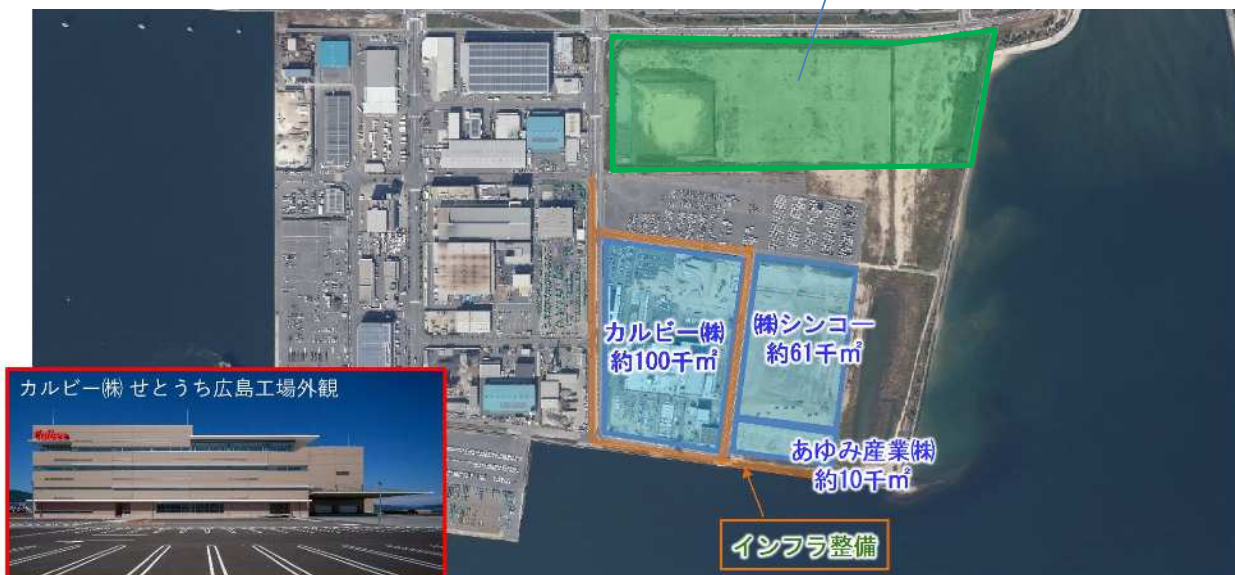 カルビー㈱
約100千㎡
㈱シンコー
約61千㎡
あゆみ産業㈱
約10千㎡
インフラ整備
カルビー㈱ せとうち広島工場外観
Calbee